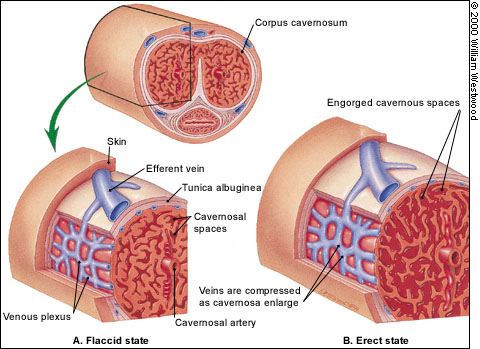 Corpus cavernosum
© 2000 William Westwood
Engorged cavernous spaces
Skin
Efferent vein
Tunica albuginea
Cavernosal
spaces
Veins are compressed
as cavernosa enlarge
Venous plexus
Cavernosal artery
A. Flaccid state
B. Erect state